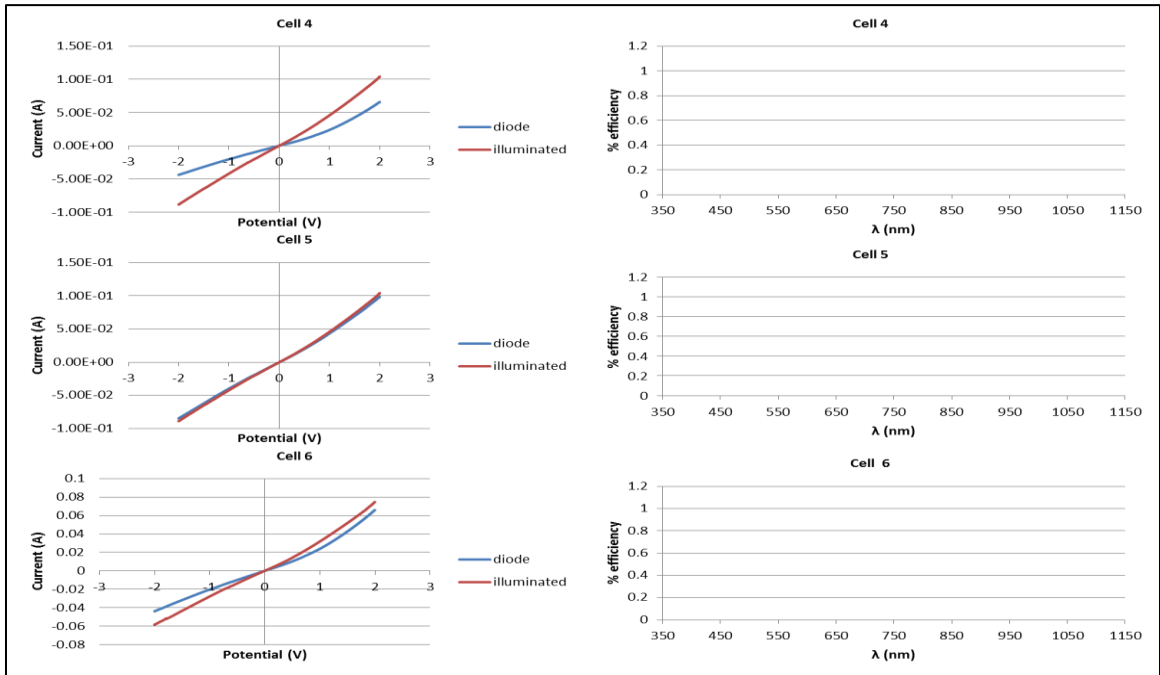 Cell 4
1.50E-01
1.00E-01
5.00E-02
0.00E+00
-5.00E-02
-1.00E-01
-3 -2 -1 0 1 2 3
Current (A)
Potential (V)
diode
illuminated
Cell 4
1.2
1
0.8
0.6
0.4
0.2
0
350 450 550 650 750 850 950 1050 1150
% efficiency
λ (nm)
Cell 5
1.50E-01
1.00E-01
5.00E-02
0.00E+00
-5.00E-02
-1.00E-01
-3 -2 -1 0 1 2 3
Current (A)
Potential (V)
diode
illuminated
Cell 5
1.2
1
0.8
0.6
0.4
0.2
0
350 450 550 650 750 850 950 1050 1150
% efficiency
λ (nm)
Cell 6
0.1
0.08
0.06
0.04
0.02
0
-0.02
-0.04
-0.06
-0.08
-3 -2 -1 0 1 2 3
Current (A)
Potential (V)
diode
illuminated
Cell 6
1.2
1
0.8
0.6
0.4
0.2
0
350 450 550 650 750 850 950 1050 1150
% efficiency
λ (nm)